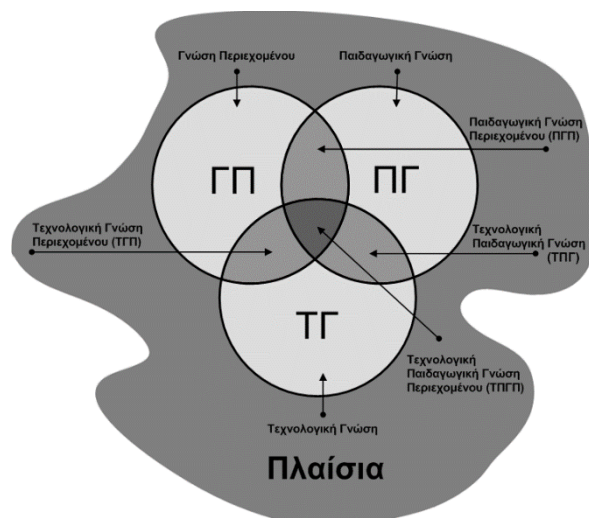 Γνώση Περιεχομένου
Παιδαγωγική Γνώση
Παιδαγωγική Γνώση
Περιεχομένου (ΠΓΠ)
ΓΠ
ΠΓ
Τεχνολογική Γνώση
Περιεχομένου (ΤΓΠ)
Τεχνολογική
Παιδαγωγική Γνώση
(ΤΠΓ)
ΤΓ
Τεχνολογική
Παιδαγωγική Γνώση
Περιεχομένου (ΤΠΓΠ)
Τεχνολογική Γνώση
Πλαίσια